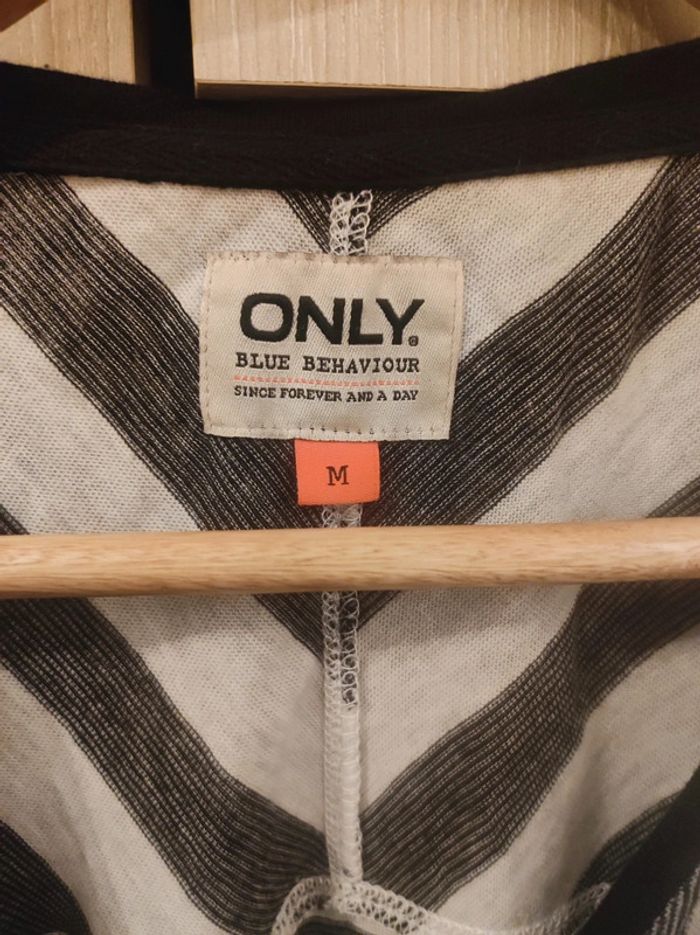 ONLY®
BLUE BEHAVIOUR
SINCE FOREVER AND A DAY
M